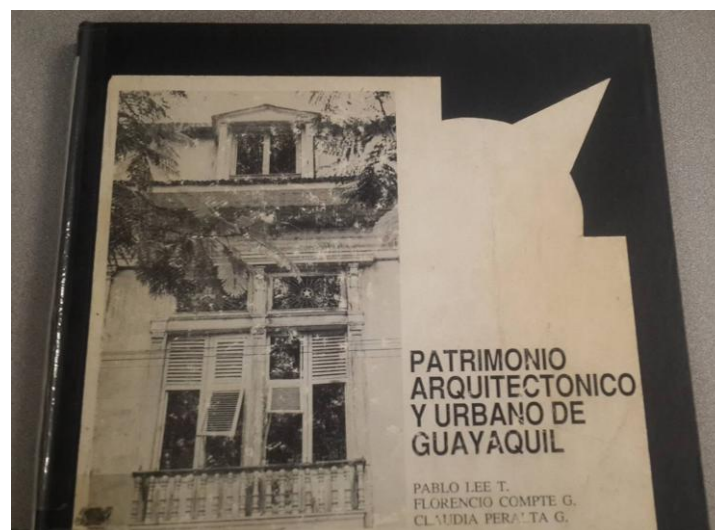 PATRIMONIO
ARQUITECTONICO
Y URBANO DE
GUAYAQUIL
PABLO LEE T.
FLORENCIO COMPTE G.
CLAUDIA PERALTA G.